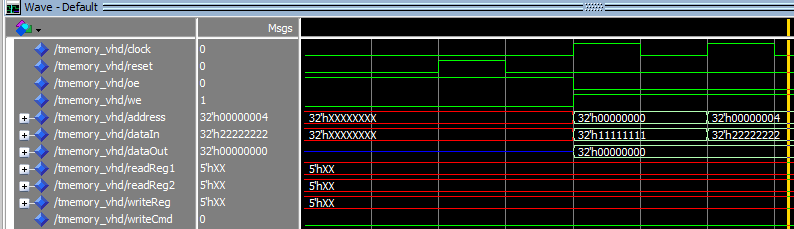 Wave - Default
Msgs
/tmemory_vhd/clock 0
/tmemory_vhd/reset 0
/tmemory_vhd/oe 0
/tmemory_vhd/we 1
/tmemory_vhd/address 32'h00000004 32'hXXXXXXXX 32'h00000000 32'h00000004
/tmemory_vhd/dataIn 32'h22222222 32'hXXXXXXXX 32'h11111111 32'h22222222
/tmemory_vhd/dataOut 32'h00000000 32'h00000000
/tmemory_vhd/readReg1 5'hXX 5'hXX
/tmemory_vhd/readReg2 5'hXX 5'hXX
/tmemory_vhd/writeReg 5'hXX 5'hXX
/tmemory_vhd/writeCmd 0